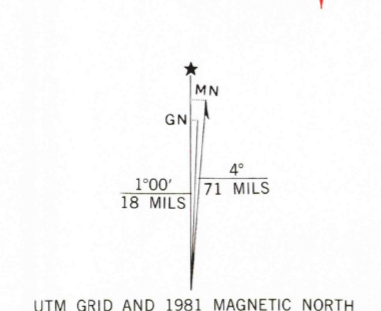 ★
MN
GN
1°00′
18 MILS
4°
71 MILS
UTM GRID AND 1981 MAGNETIC NORTH